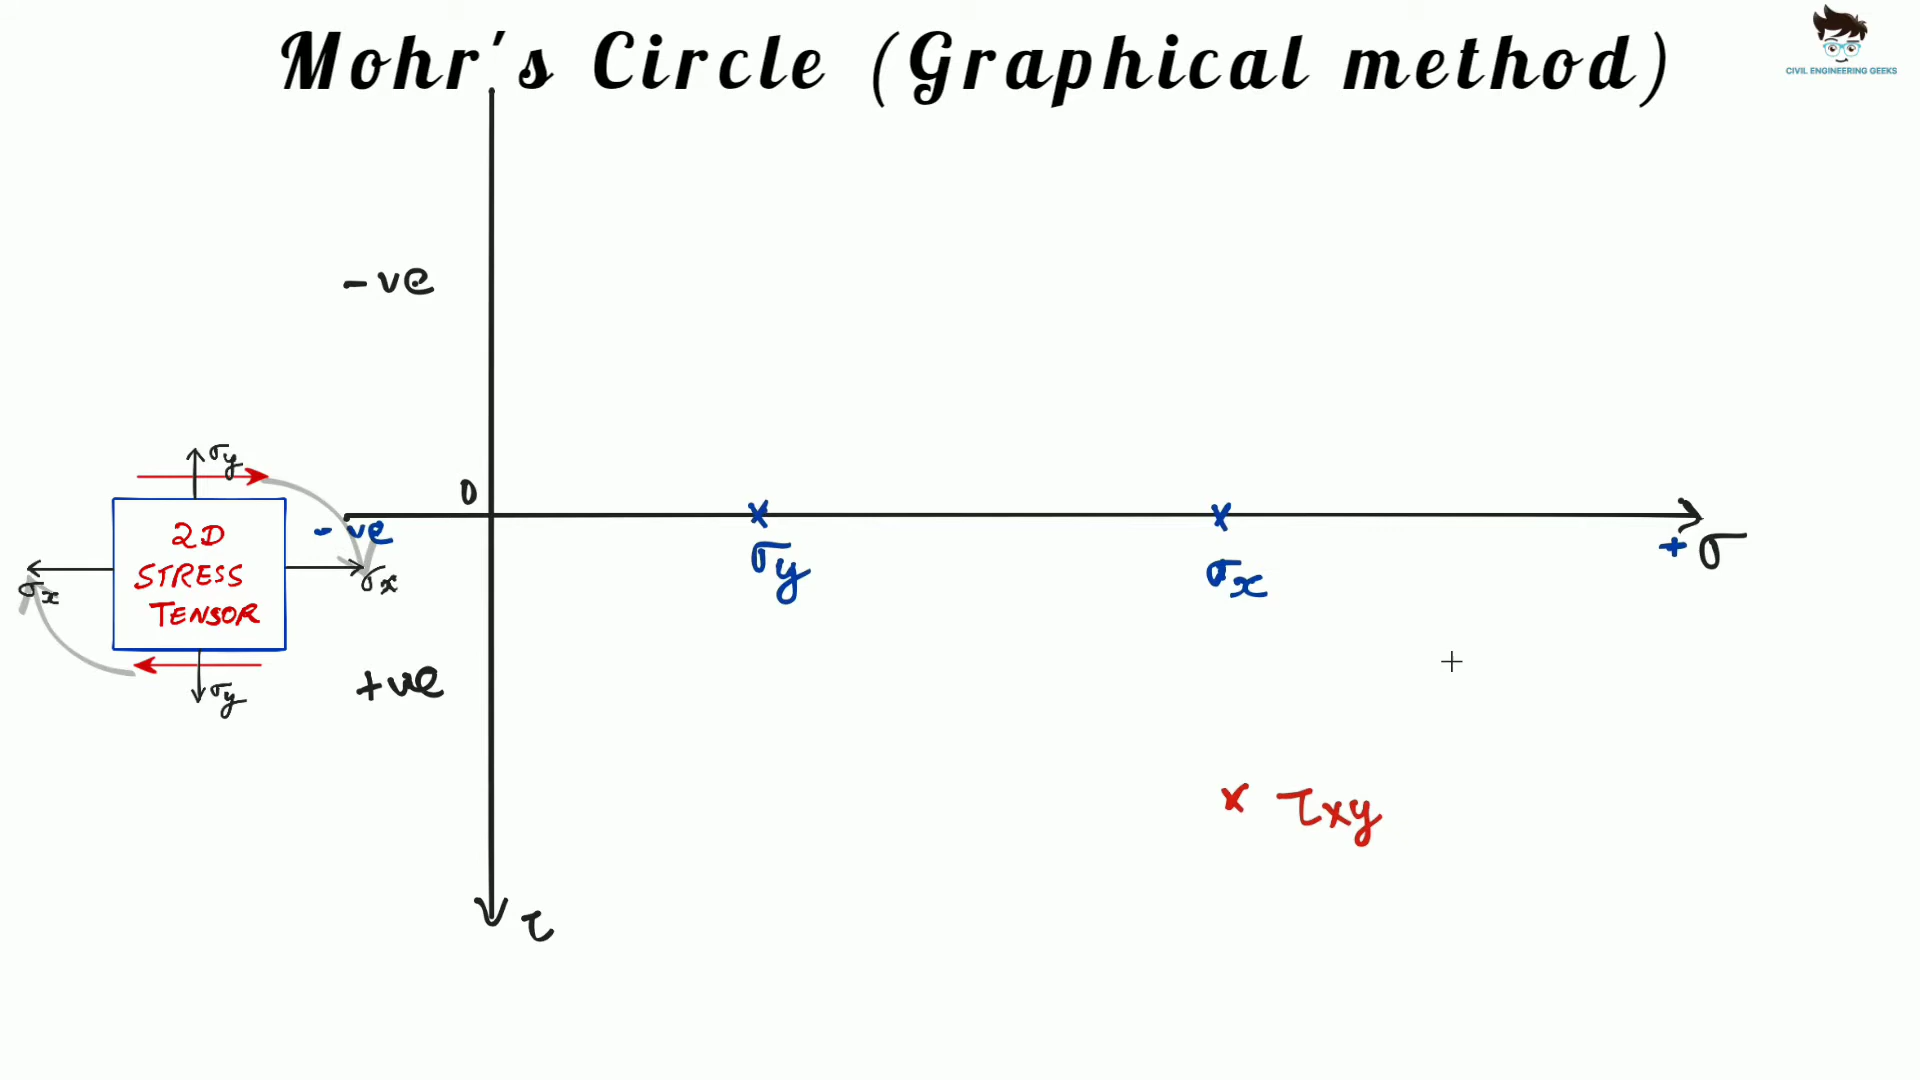 Mohr's Circle (Graphical method)
CIVIL ENGINEERING GEEKS
-ve
σy
0
-ve
2D
STRESS
TENSOR
σx
σx
σy
σx
+ σ
σy
+ve
τxy
τ